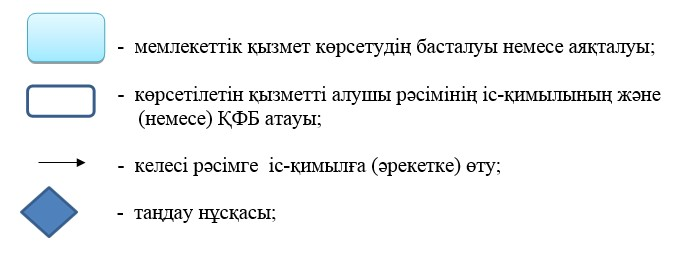 - мемлекеттік қызмет көрсетудің басталуы немесе аяқталуы;
- көрсетілетін қызметті алушы рәсімінің іс-қимылының және
(немесе) ҚФБ атауы;
- келесі рәсімге іс-қимылға (әрекетке) өту;
- таңдау нұсқасы;